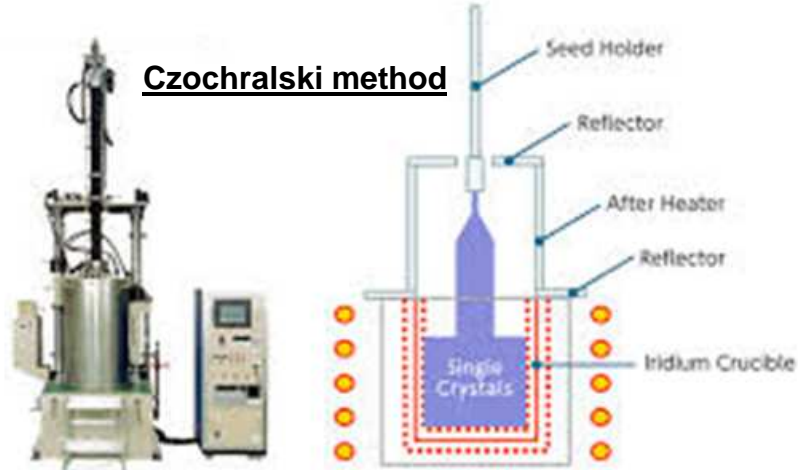 Czochralski method
Seed Holder
Reflector
After Heater
Reflector
Iridium Crucible
Single
Crystals